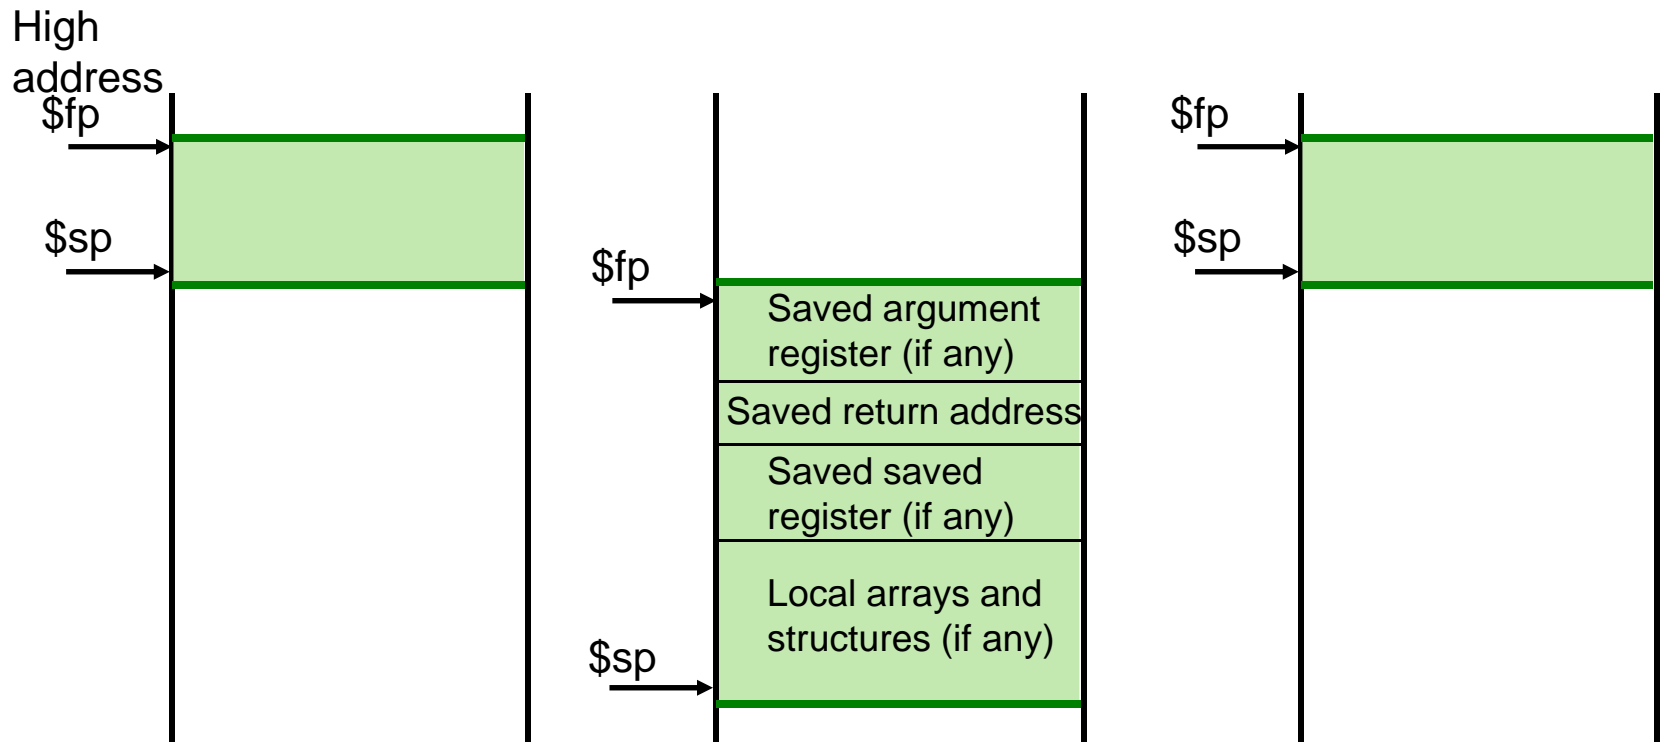 High
address
$fp
$sp
$fp
Saved argument
register (if any)
Saved return address
Saved saved
register (if any)
Local arrays and
structures (if any)
$sp
$fp
$sp